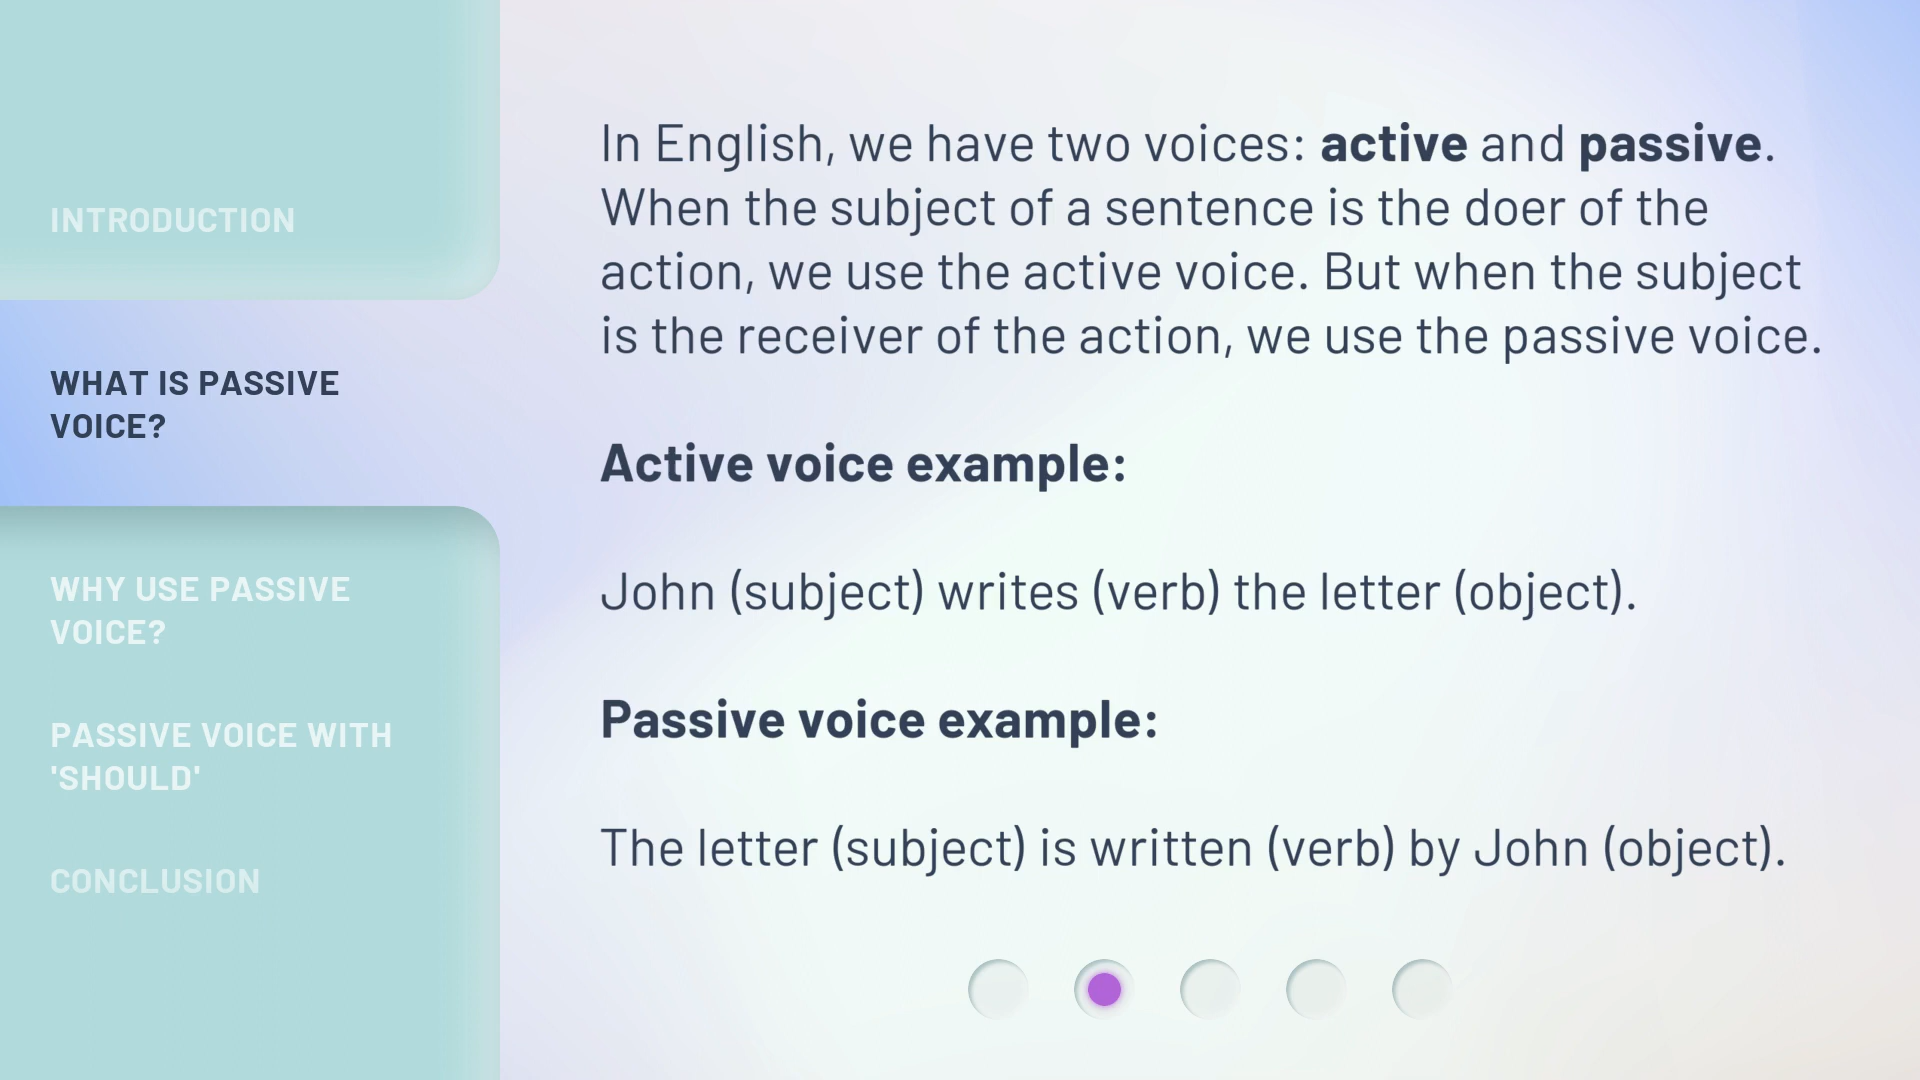 INTRODUCTION
WHAT IS PASSIVE
VOICE?
WHY USE PASSIVE
VOICE?
PASSIVE VOICE WITH
'SHOULD'
CONCLUSION
In English, we have two voices: active and passive.
When the subject of a sentence is the doer of the
action, we use the active voice. But when the subject
is the receiver of the action, we use the passive voice.
Active voice example:
John (subject) writes (verb) the letter (object).
Passive voice example:
The letter (subject) is written (verb) by John (object).